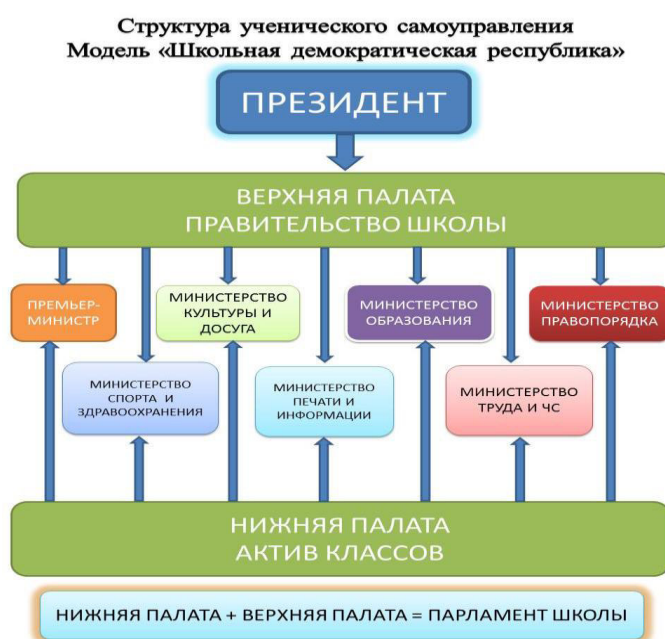 Структура ученического самоуправления
Модель «Школьная демократическая республика»
ПРЕЗИДЕНТ
ВЕРХНЯЯ ПАЛАТА
ПРАВИТЕЛЬСТВО ШКОЛЫ
ПРЕМЬЕР-
МИНИСТР
МИНИСТЕРСТВО
КУЛЬТУРЫ И
ДОСУГА
МИНИСТЕРСТВО
ОБРАЗОВАНИЯ
МИНИСТЕРСТВО
ПРАВОПОРЯДКА
МИНИСТЕРСТВО
СПОРТА И
ЗДРАВООХРАНЕНИЯ
МИНИСТЕРСТВО
ПЕЧАТИ И
ИНФОРМАЦИИ
МИНИСТЕРСТВО
ТРУДА И ЧС
НИЖНЯЯ ПАЛАТА
АКТИВ КЛАССОВ
НИЖНЯЯ ПАЛАТА + ВЕРХНЯЯ ПАЛАТА = ПАРЛАМЕНТ ШКОЛЫ